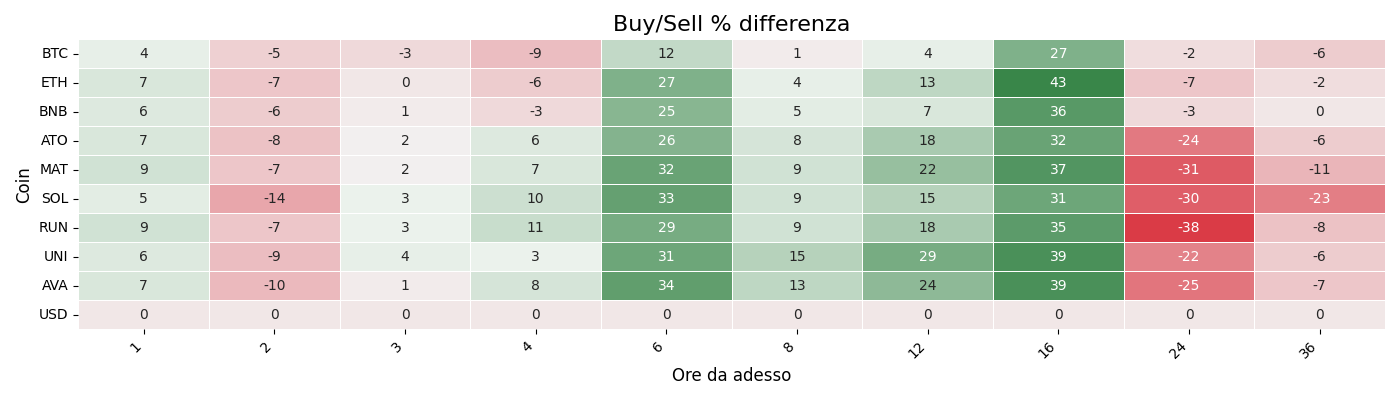 Buy/Sell % differenza
Coin
BTC 4 -5 -3 -9 12 1 4 27 -2 -6
ETH 7 -7 0 -6 27 4 13 43 -7 -2
BNB 6 -6 1 -3 25 5 7 36 -3 0
ATO 7 -8 2 6 26 8 18 32 -24 -6
MAT 9 -7 2 7 32 9 22 37 -31 -11
SOL 5 -14 3 10 33 9 15 31 -30 -23
RUN 9 -7 3 11 29 9 18 35 -38 -8
UNI 6 -9 4 3 31 15 29 39 -22 -6
AVA 7 -10 1 8 34 13 24 39 -25 -7
USD 0 0 0 0 0 0 0 0 0 0
1 2 3 4 6 8 12 16 24 36
Ore da adesso